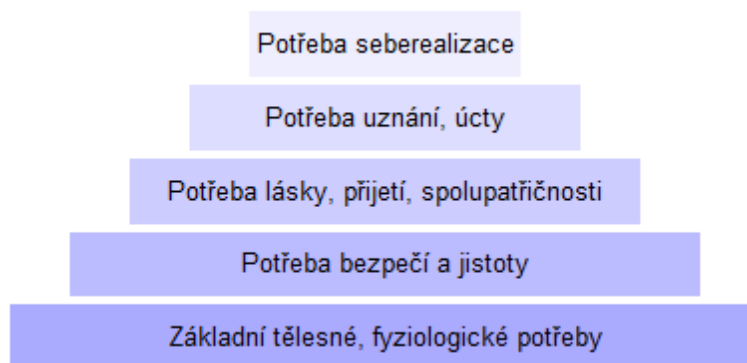 Potřeba seberealizace
Potřeba uznání, úcty
Potřeba lásky, přijetí, spolupatřičnosti
Potřeba bezpečí a jistoty
Základní tělesné, fyziologické potřeby